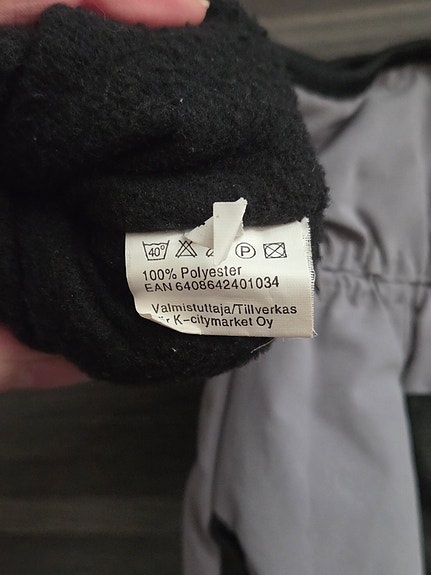 40°
P
100% Polyester
EAN 6408642401034
Valmistuttaja/Tillverkas
K-citymarket Oy